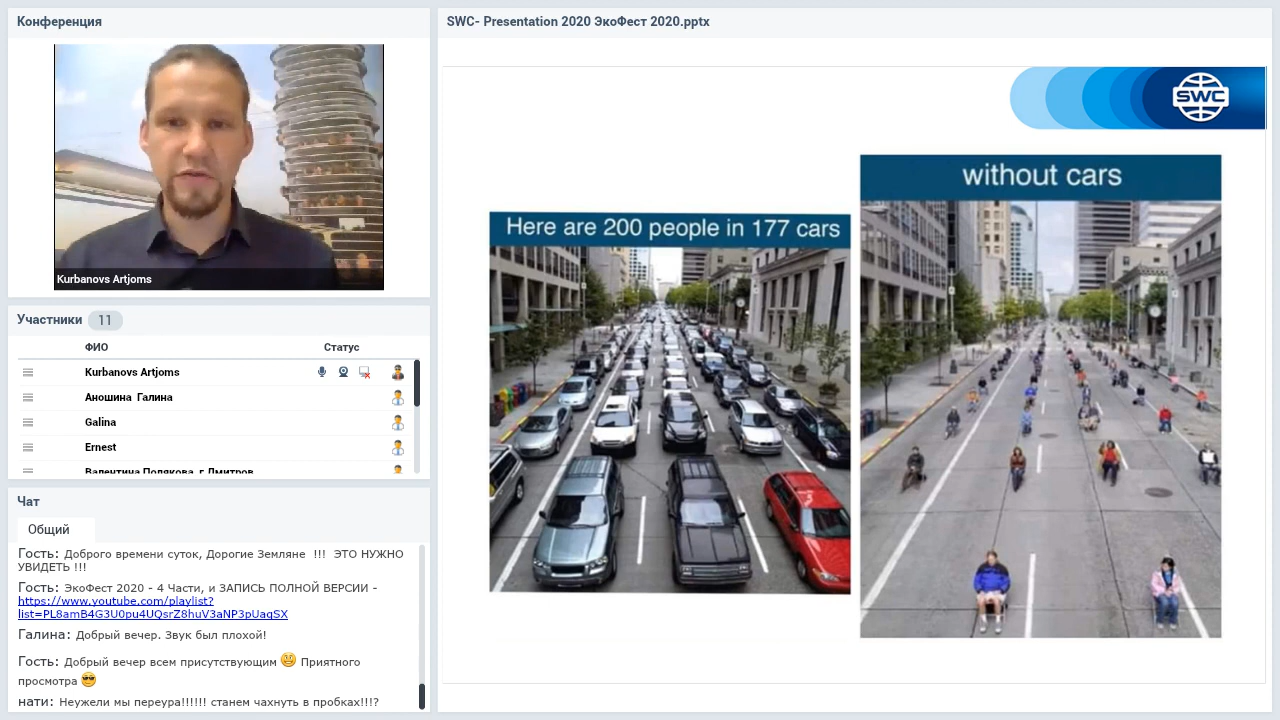 Конференция
Kurbanovs Artjoms
Участники 11
ФИО Статус
Kurbanovs Artjoms
Аношина Галина
Galina
Ernest
Валентина Полякова г Дмитров
Чат
Общий
Гость: Доброго времени суток, Дорогие Земляне !!! ЭТО НУЖНО
УВИДЕТЬ !!!
Гость: ЭкоФест 2020 - 4 Части, и ЗАПИСЬ ПОЛНОЙ ВЕРСИИ -
https://www.youtube.com/playlist?
list=PL8amB4G3U0pu4UQsrZ8huV3aNP3pUaqSX
Галина: Добрый вечер. Звук был плохой!
Гость: Добрый вечер всем присутствующим Приятного
просмотра
нати: Неужели мы переура!!!!!! станем чахнуть в пробках!!!?
SWC- Presentation 2020 ЭкоФест 2020.pptx
SWC
Here are 200 people in 177 cars
without cars